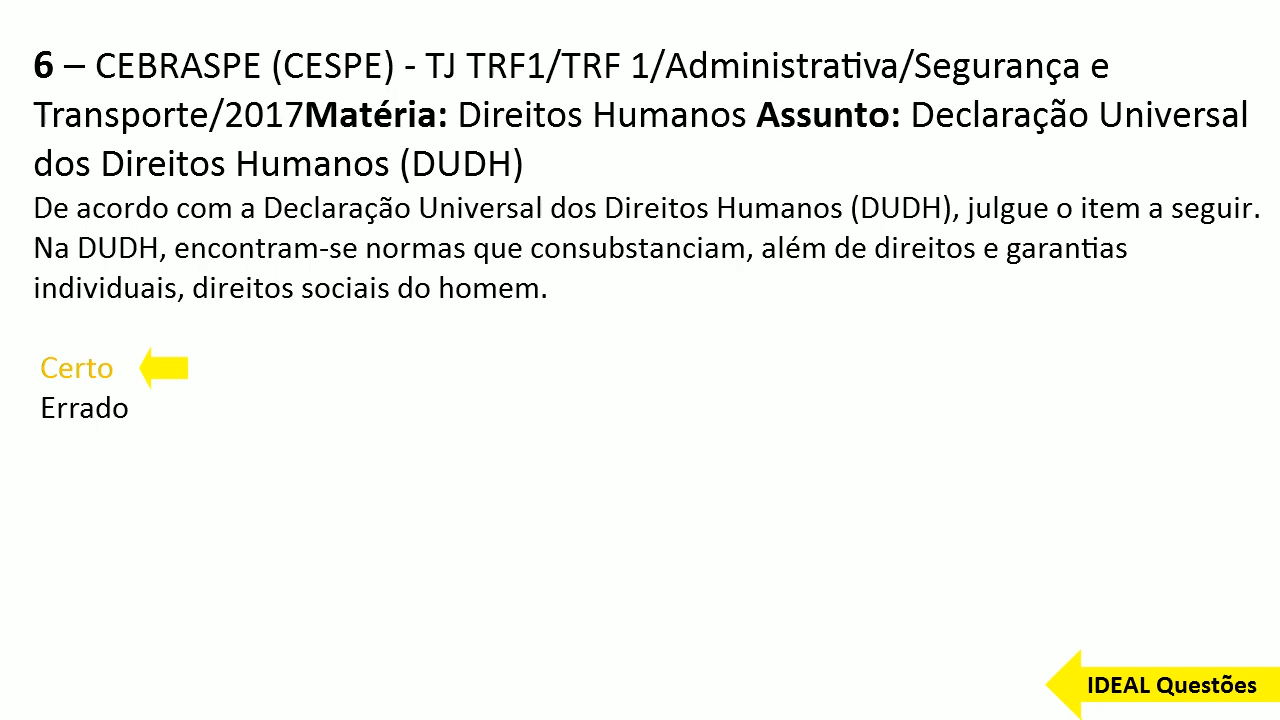 6 – CEBRASPE (CESPE) - TJ TRF1/TRF 1/Administrativa/Segurança e
Transporte/2017Matéria: Direitos Humanos Assunto: Declaração Universal
dos Direitos Humanos (DUDH)
De acordo com a Declaração Universal dos Direitos Humanos (DUDH), julgue o item a seguir.
Na DUDH, encontram-se normas que consubstanciam, além de direitos e garantias
individuais, direitos sociais do homem.
Certo
Errado
IDEAL Questões